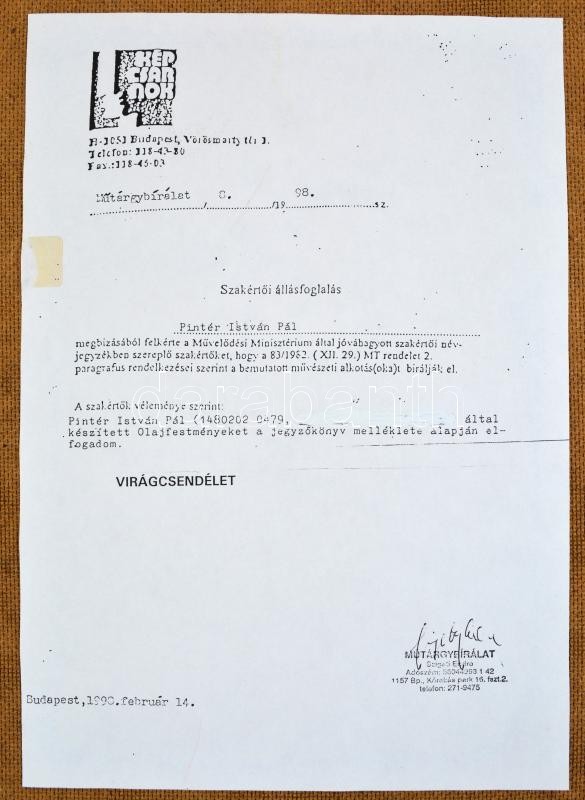 KÉP
CSAR
NOK
H-1051 Budapest, Vörösmarty tér 1.
Telefon: 118-43-80
Fax.:118-45-03
Műtárgybírálat 8. 98.
/ /19 sz.
Szakértői állásfoglalás
Pintér István Pál
megbízásából felkérte a Művelődési Minisztérium által jóváhagyott szakértői név-
jegyzékben szereplő szakértőket, hogy a 83/1982. ( XII. 29.) MT rendelet 2.
paragrafus rendelkezései szerint a bemutatott művészeti alkotás(oka)t bírálják el.
A szakértők véleménye szerint:
Pintér István Pál (1480202 0479, által
készített Olajfestményeket a jegyzőkönyv melléklete alapján el-
fogadom.
VIRÁGCSENDÉLET
darabanth
MŰTÁRGYBÍRÁLAT
1157 Bp., Kőrakás park 16. fszt.2.
telefon: 271-9475
Budapest,1998.február 14.